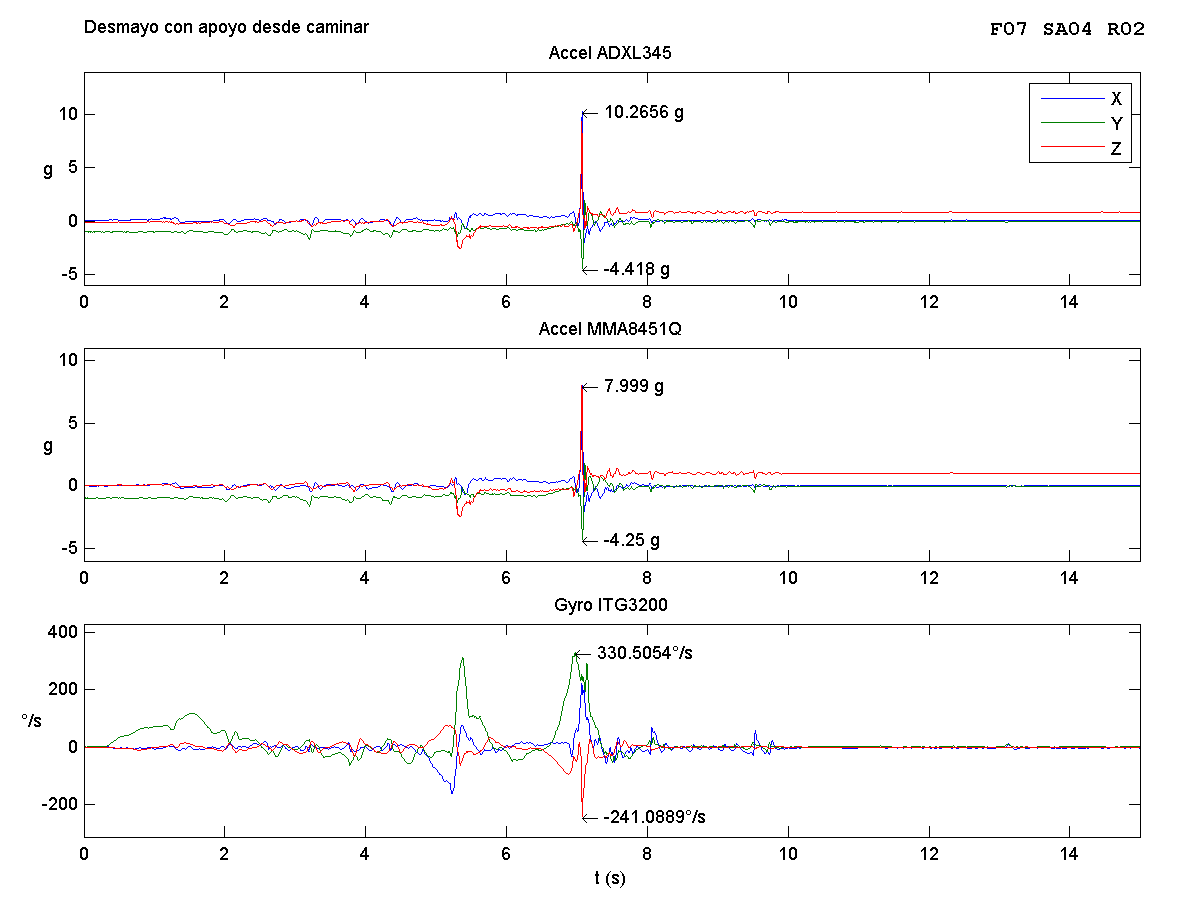 Desmayo con apoyo desde caminar
F07 SA04 R02
Accel ADXL345
10.2656 g
-4.418 g
X
Y
Z
10
5
0
-5
g
0 2 4 6 8 10 12 14
Accel MMA8451Q
7.999 g
-4.25 g
10
5
0
-5
g
0 2 4 6 8 10 12 14
Gyro ITG3200
330.5054°/s
-241.0889°/s
400
200
0
-200
°/s
0 2 4 6 8 10 12 14
t (s)